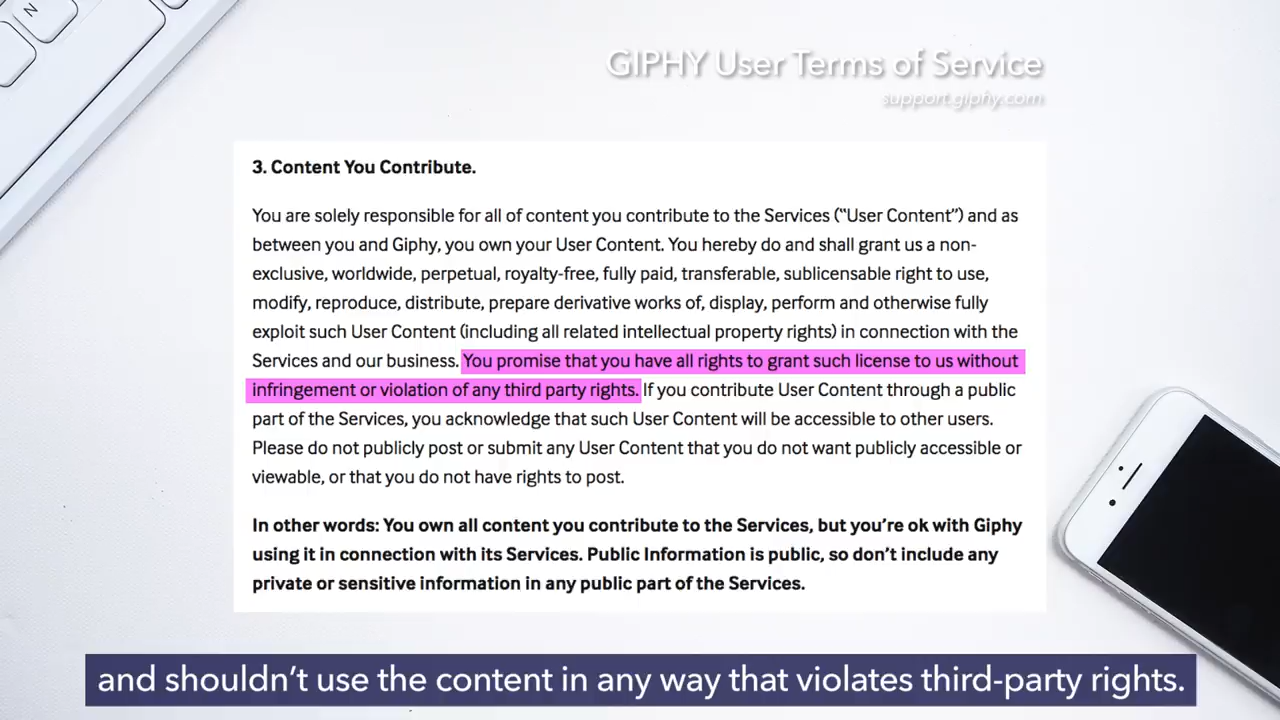 N
GIPHY User Terms of Service
support.giphy.com
3. Content You Contribute.
You are solely responsible for all of content you contribute to the Services (“User Content”) and as
between you and Giphy, you own your User Content. You hereby do and shall grant us a non-
exclusive, worldwide, perpetual, royalty-free, fully paid, transferable, sublicensable right to use,
modify, reproduce, distribute, prepare derivative works of, display, perform and otherwise fully
exploit such User Content (including all related intellectual property rights) in connection with the
Services and our business. You promise that you have all rights to grant such license to us without
infringement or violation of any third party rights. If you contribute User Content through a public
part of the Services, you acknowledge that such User Content will be accessible to other users.
Please do not publicly post or submit any User Content that you do not want publicly accessible or
viewable, or that you do not have rights to post.
In other words: You own all content you contribute to the Services, but you’re ok with Giphy
using it in connection with its Services. Public Information is public, so don’t include any
private or sensitive information in any public part of the Services.
and shouldn’t use the content in any way that violates third-party rights.